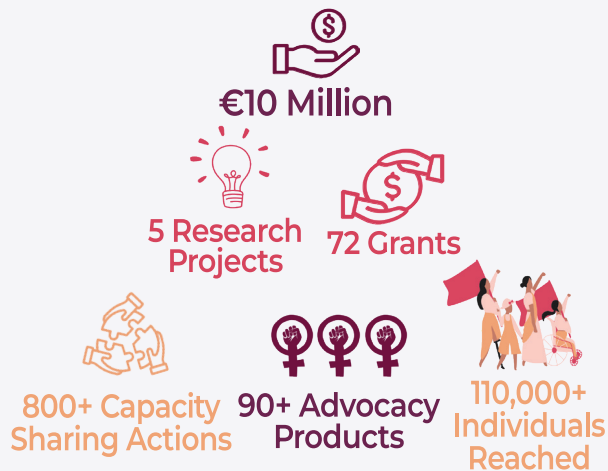 €10 Million
5 Research
Projects
72 Grants
800+ Capacity
Sharing Actions
90+ Advocacy
Products
110,000+
Individuals
Reached